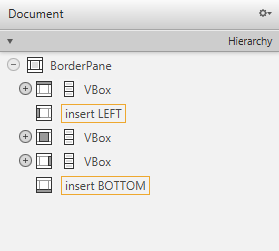 Document
Hierarchy
BorderPane
VBox
insert LEFT
VBox
VBox
insert BOTTOM